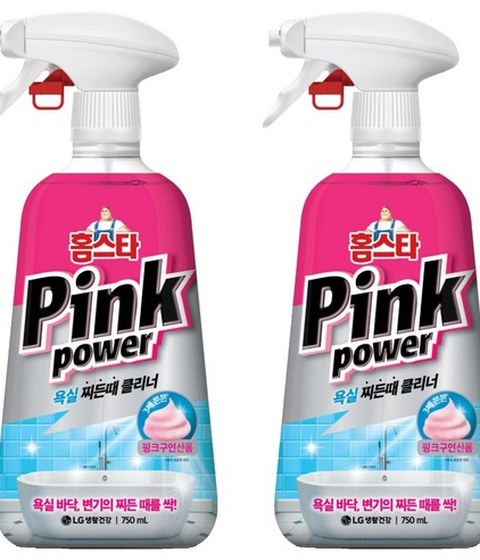 홈스타
Pink
power
욕실 찌든때 클리너
핑크구연산폼
욕실 바닥, 변기의 찌든 때를 싹!
LG생활건강 750 mL
홈스타
Pink
power
욕실 찌든때 클리너
핑크구연산폼
욕실 바닥, 변기의 찌든 때를 싹!
LG생활건강 750 mL